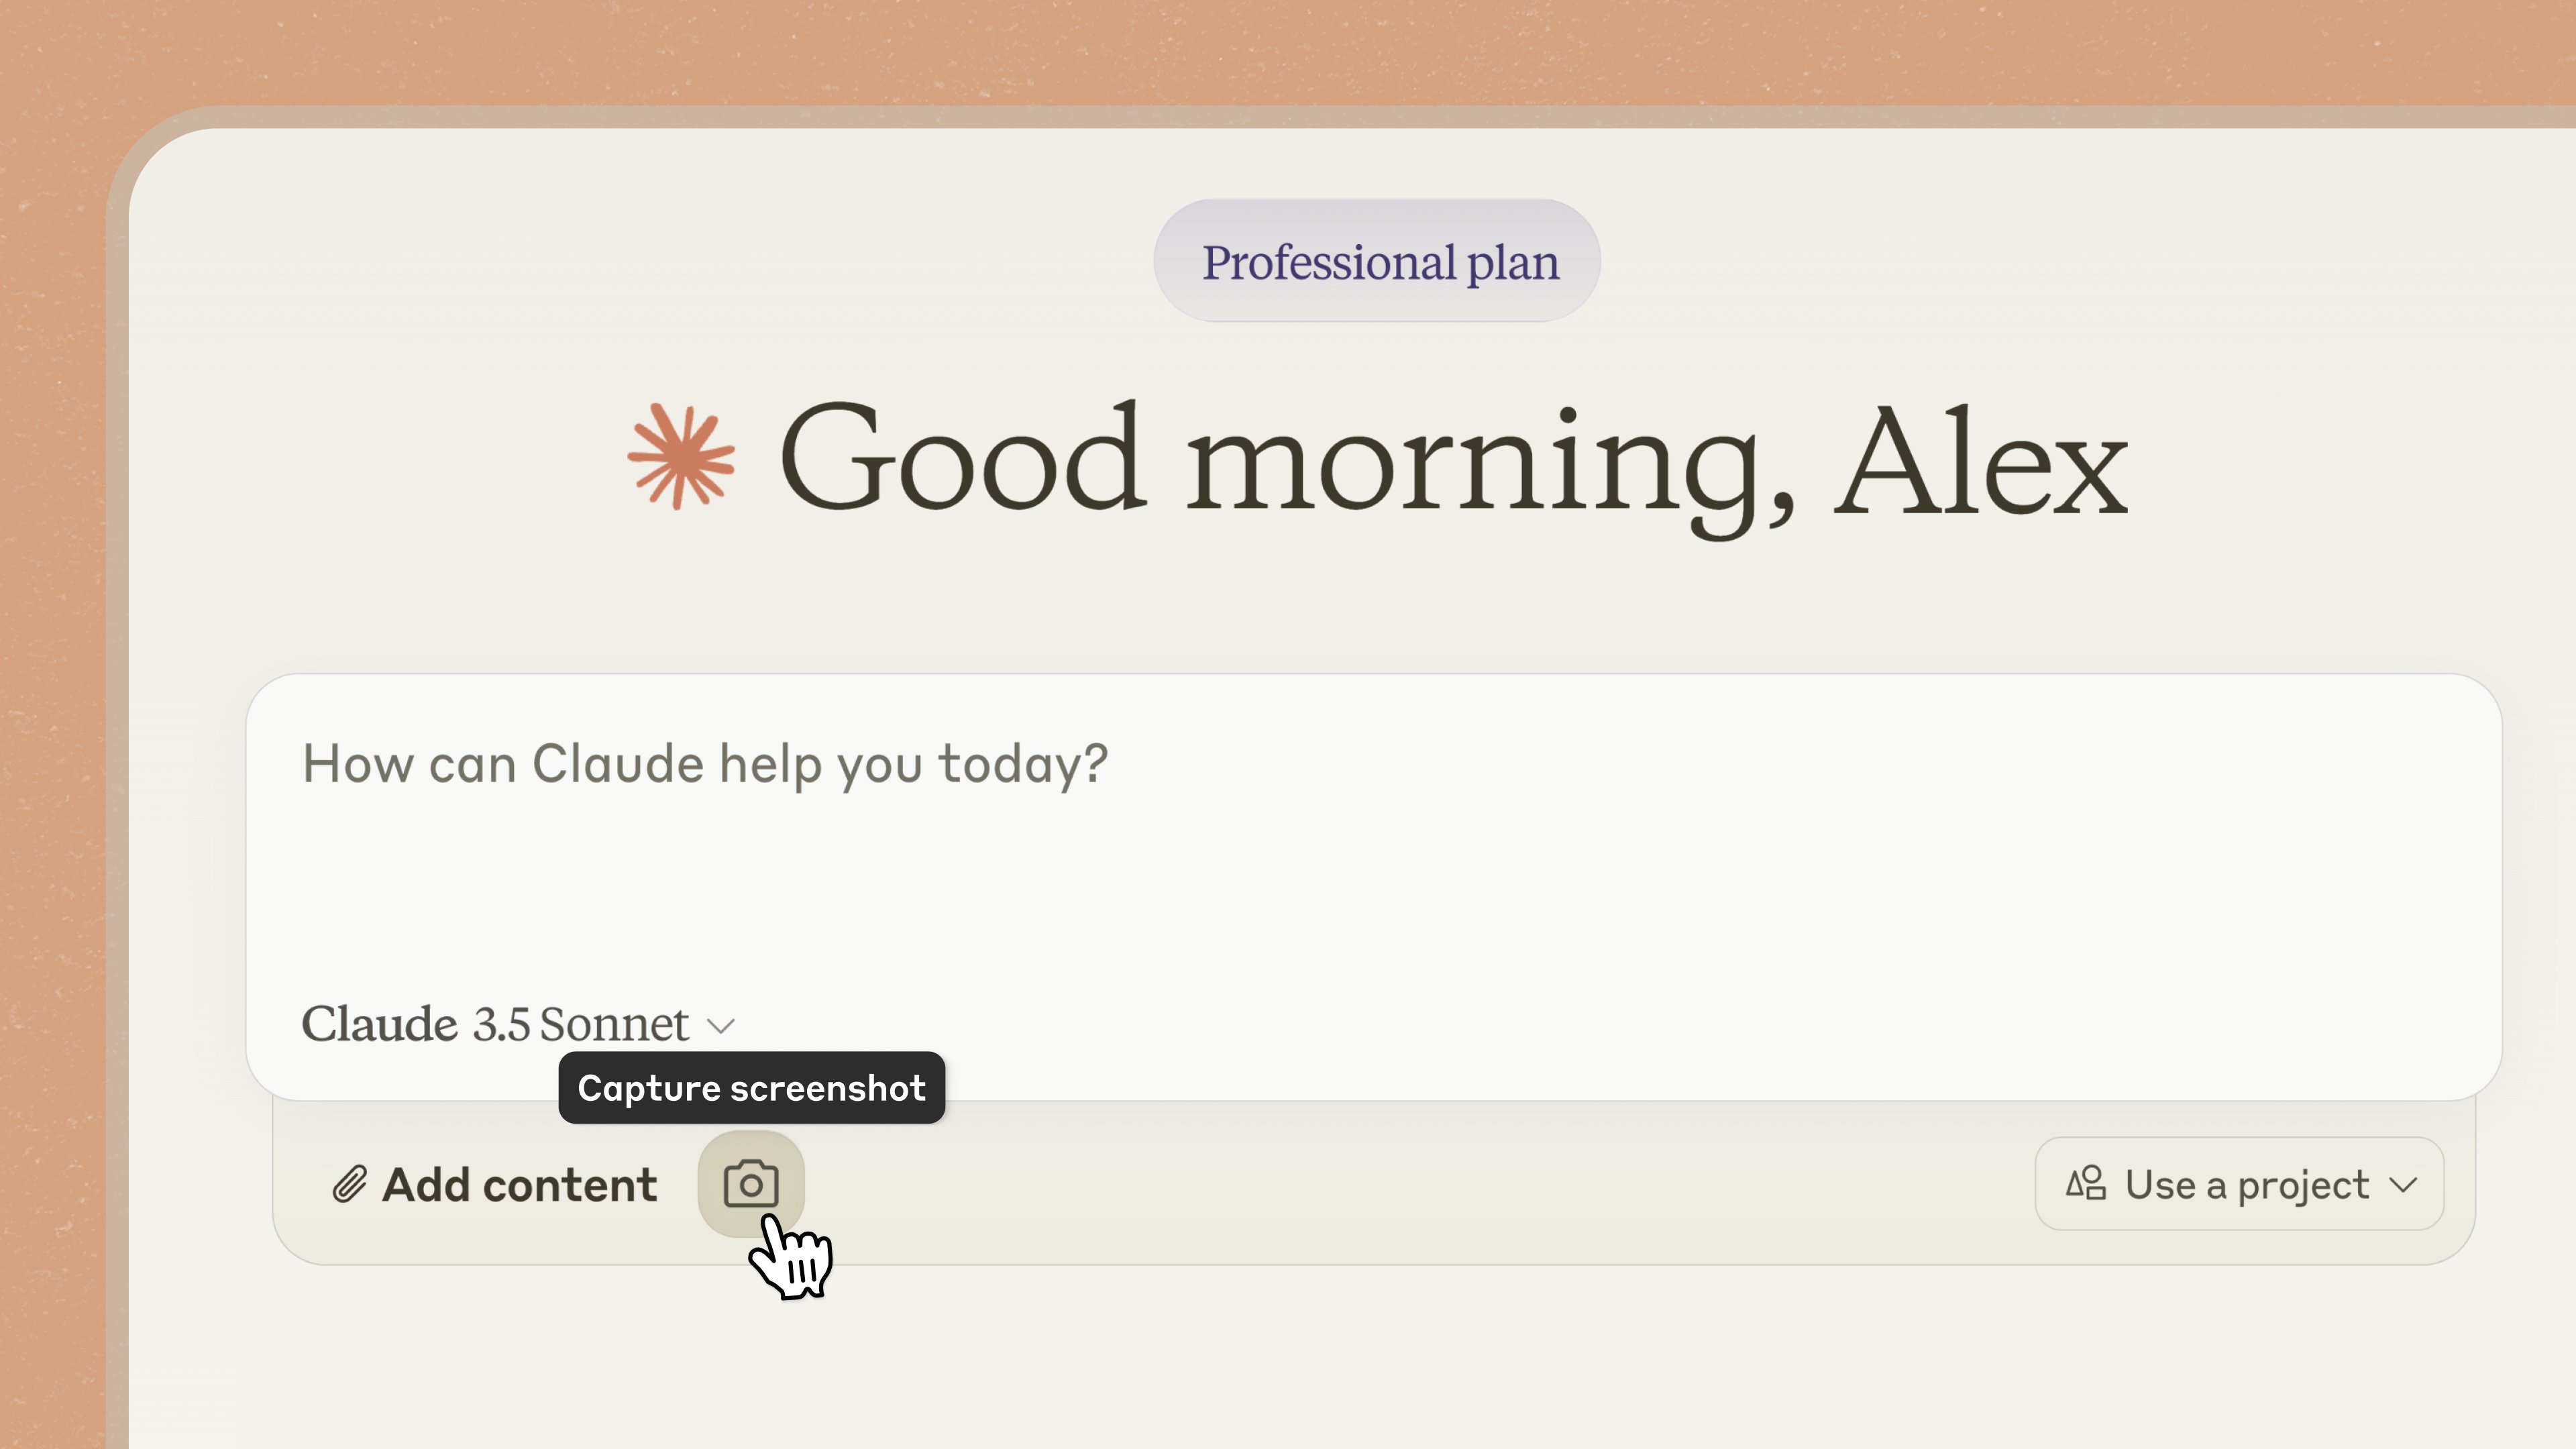 Professional plan
Good morning, Alex
How can Claude help you today?
Claude 3.5 Sonnet
Capture screenshot
Add content
Use a project